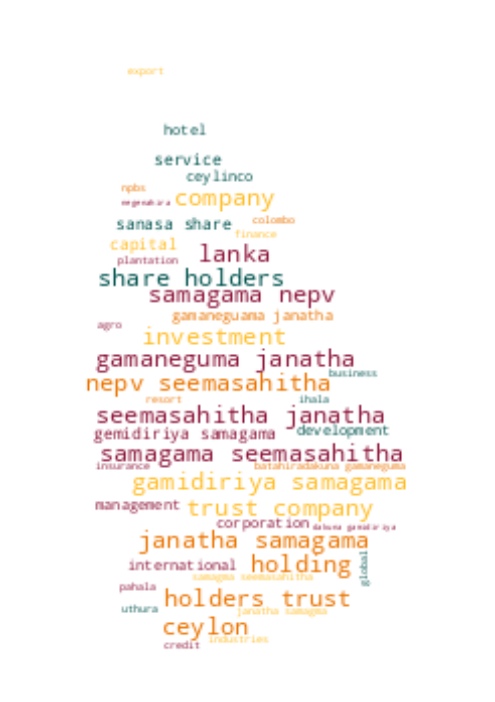 export
hotel
service
ceylinco
npbs
company
sanasa share
colombo
finance
capital
lanka
plantation
share holders
samagama nepv
gamaneguama janatha
agro
investment
gamaneguma janatha
business
nepv seemasahitha
resort
ihala
seemasahitha janatha
gemidiriya samagama
development
samagama seemasahitha
insurance
batahiradakuna gamaneguma
gamidiriya samagama
management
trust company
corporation
dakuna gamidiriya
janatha samagama
international
holding
global
samagma seemasahitha
pahala
holders trust
uthura
janatha samagma
ceylon
industries
credit